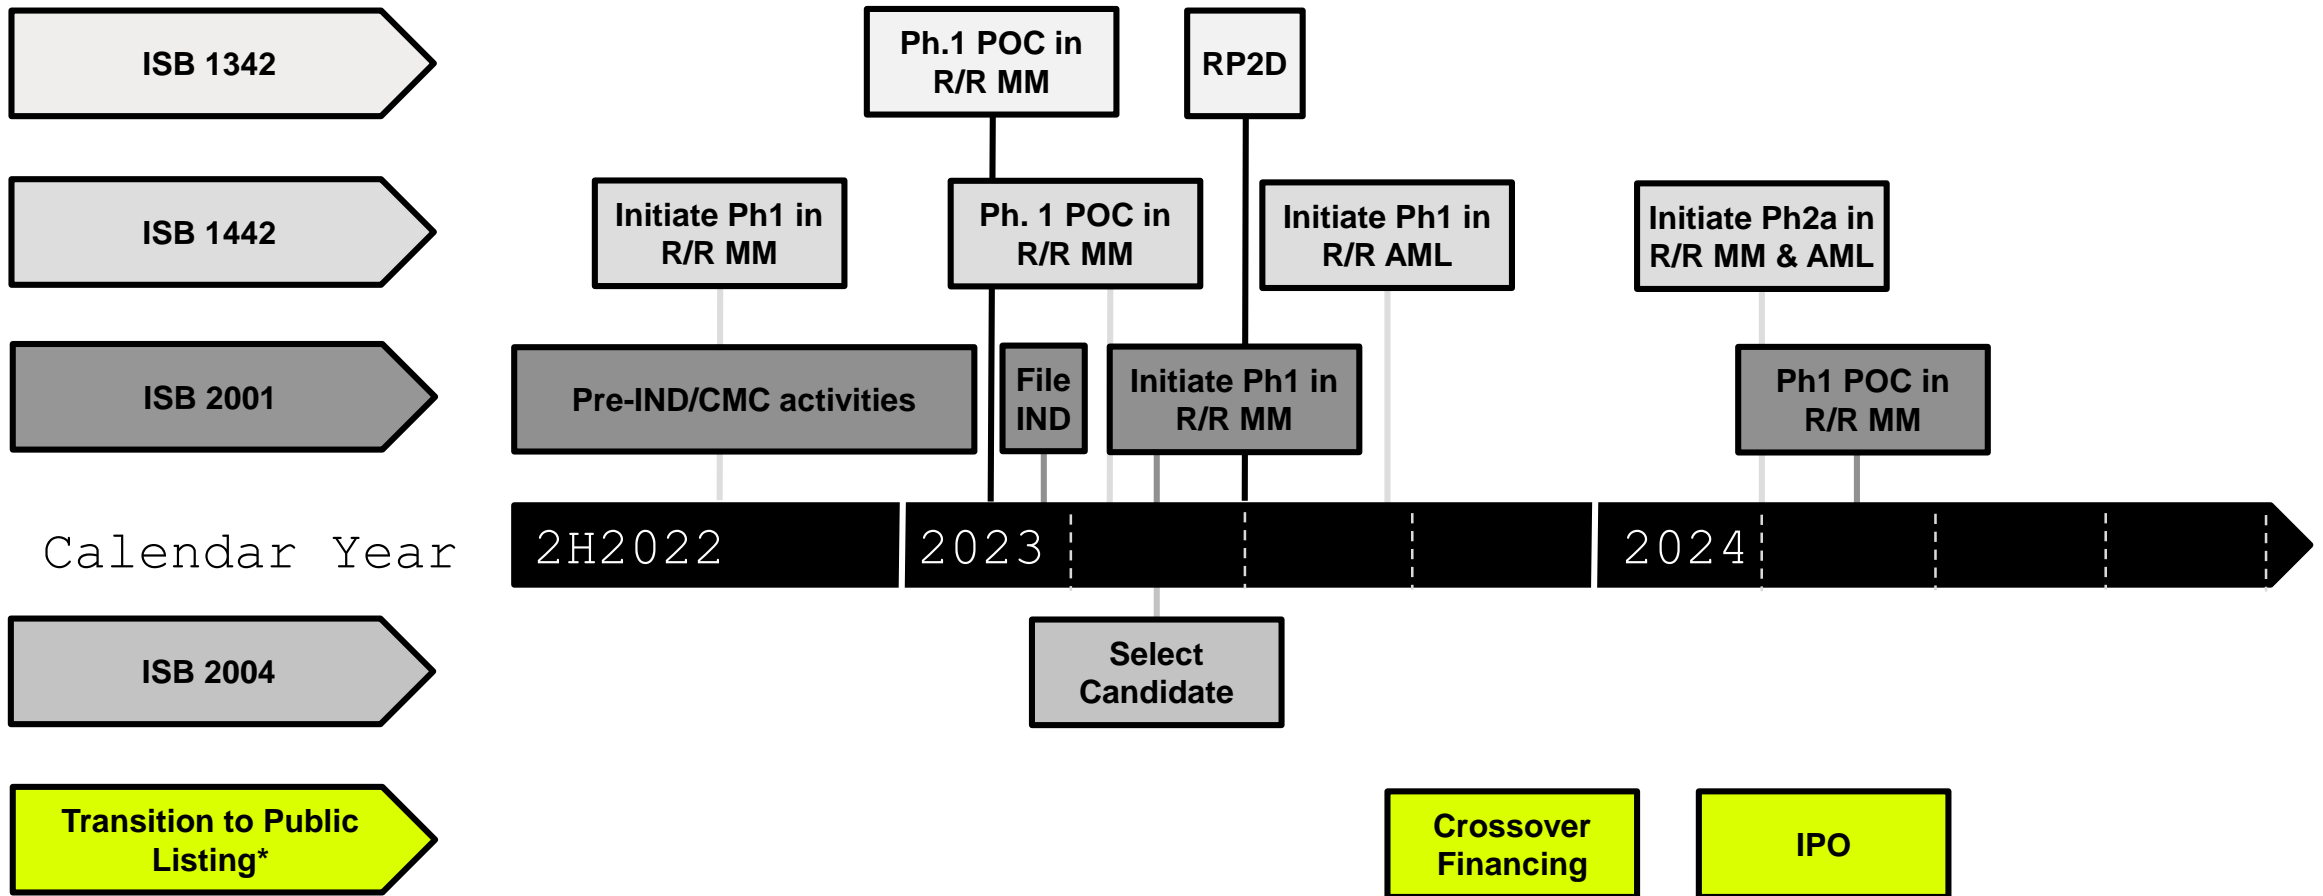 ISB 1342
Ph.1 POC in
R/R MM
RP2D
ISB 1442
Initiate Ph1 in
R/R MM
Ph. 1 POC in
R/R MM
Initiate Ph1 in
R/R AML
Initiate Ph2a in
R/R MM & AML
ISB 2001
Pre-IND/CMC activities
File
IND
Initiate Ph1 in
R/R MM
Ph1 POC in
R/R MM
Calendar Year
2H2022
2023
2024
ISB 2004
Select
Candidate
Transition to Public
Listing*
Crossover
Financing
IPO